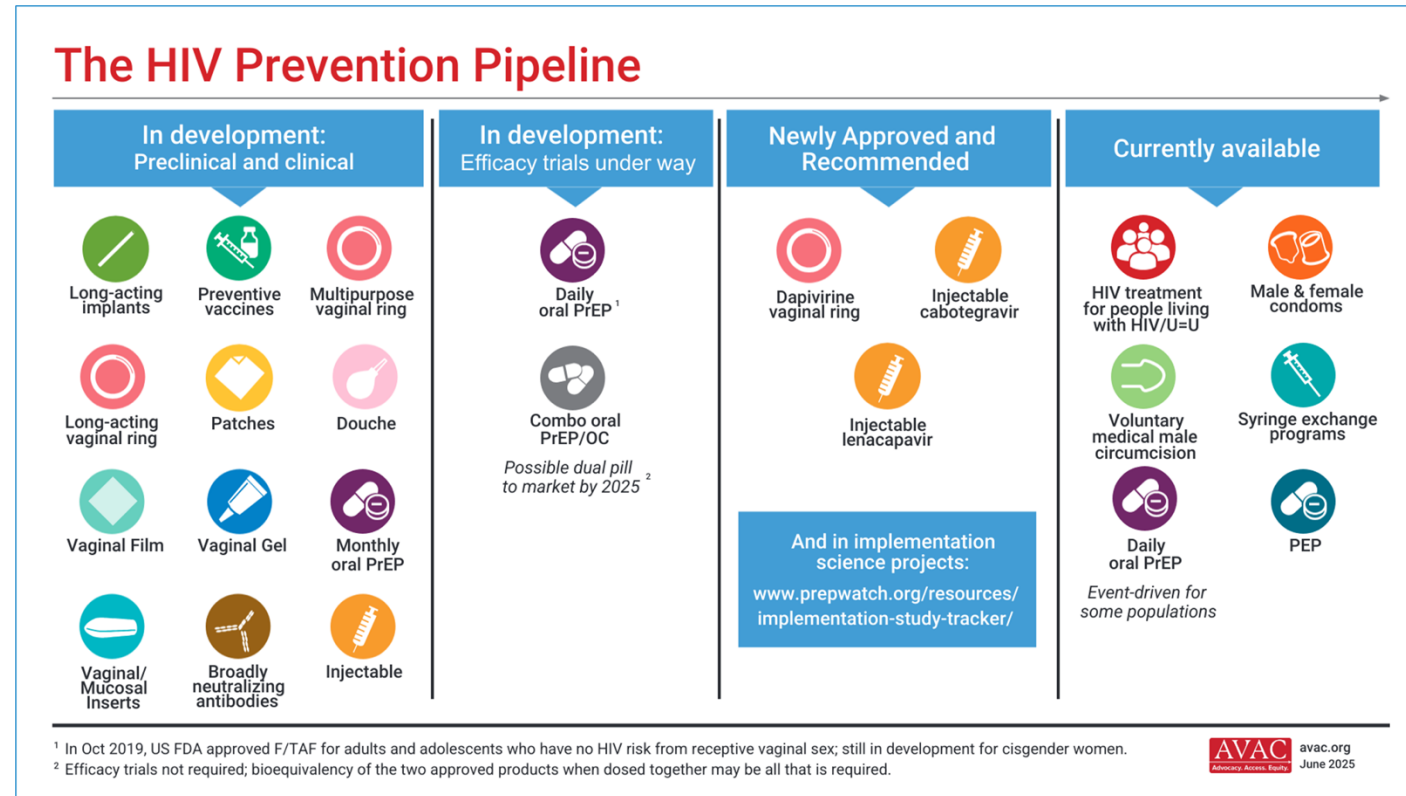 The HIV Prevention Pipeline
In development:
Preclinical and clinical
Long-acting
implants
Preventive
vaccines
Multipurpose
vaginal ring
Long-acting
vaginal ring
Patches
Douche
Vaginal Film
Vaginal Gel
Monthly
oral PrEP
Vaginal/
Mucosal
Inserts
Broadly
neutralizing
antibodies
Injectable
In development:
Efficacy trials under way
Daily
oral PrEP ¹
Combo oral
PrEP/OC
Possible dual pill
to market by 2025 ²
Newly Approved and
Recommended
Dapivirine
vaginal ring
Injectable
cabotegravir
Injectable
lenacapavir
And in implementation
science projects:
www.prepwatch.org/resources/
implementation-study-tracker/
Currently available
HIV treatment
for people living
with HIV/U=U
Male & female
condoms
Voluntary
medical male
circumcision
Syringe exchange
programs
Daily
oral PrEP
Event-driven for
some populations
PEP
¹ In Oct 2019, US FDA approved F/TAF for adults and adolescents who have no HIV risk from receptive vaginal sex; still in development for cisgender women.
² Efficacy trials not required; bioequivalency of the two approved products when dosed together may be all that is required.
AVAC
Advocacy. Access. Equity.
avac.org
June 2025